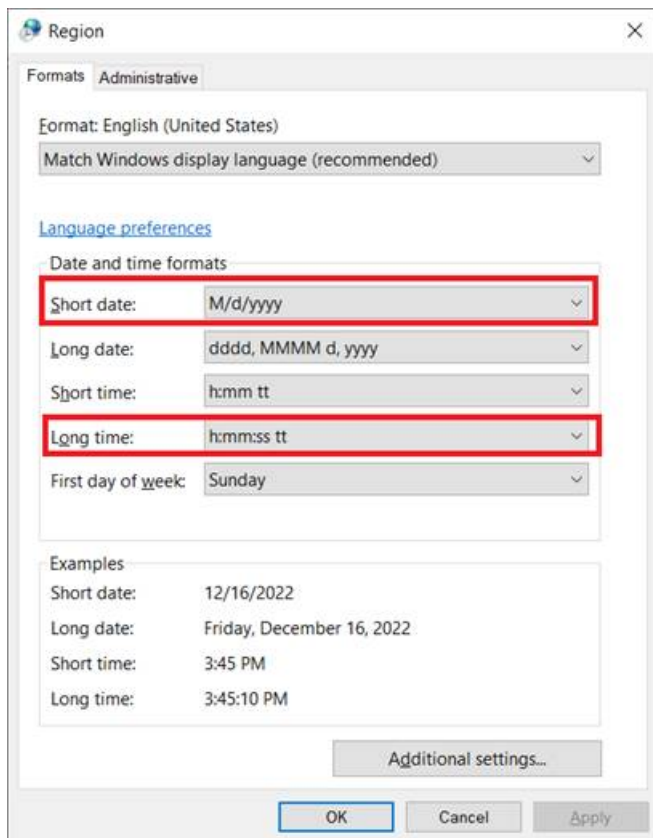 Region
Formats Administrative
Format: English (United States)
Match Windows display language (recommended)
Language preferences
Date and time formats
Short date: M/d/yyyy
Long date: dddd, MMMM d, yyyy
Short time: h:mm tt
Long time: h:mm:ss tt
First day of week: Sunday
Examples
Short date: 12/16/2022
Long date: Friday, December 16, 2022
Short time: 3:45 PM
Long time: 3:45:10 PM
Additional settings...
OK Cancel Apply